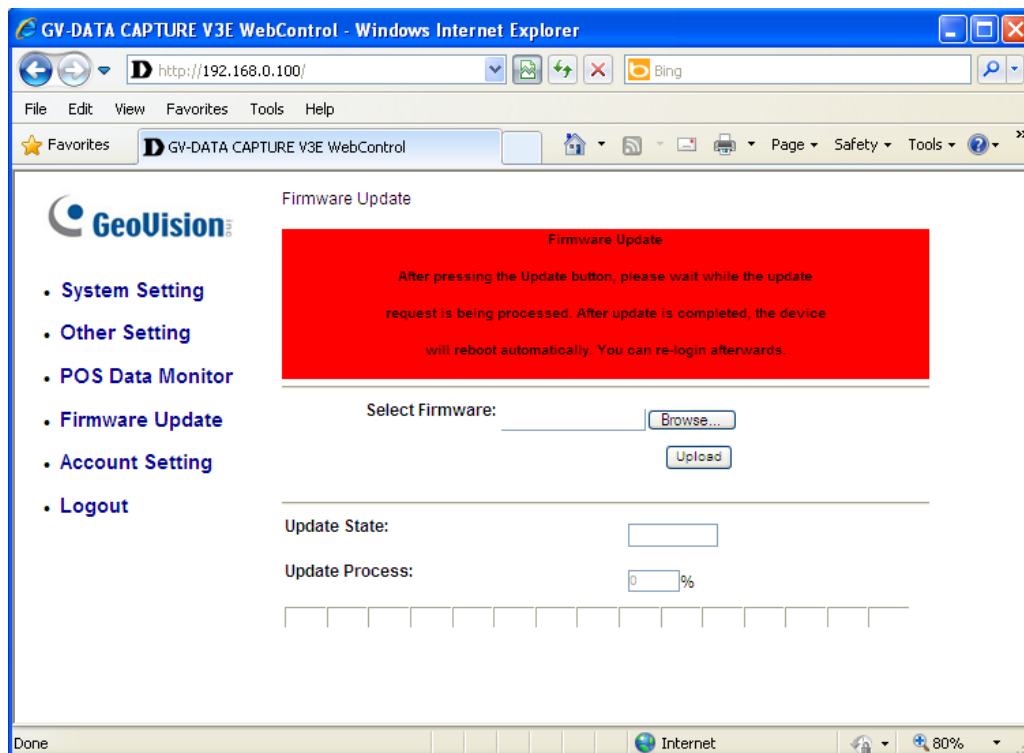 GV-DATA CAPTURE V3E WebControl - Windows Internet Explorer
http://192.168.0.100/
Bing
File Edit View Favorites Tools Help
Favorites
GV-DATA CAPTURE V3E WebControl
Page Safety Tools
»
GeoVision inc
System Setting
Other Setting
POS Data Monitor
Firmware Update
Account Setting
Logout
Firmware Update
Firmware Update
After pressing the Update button, please wait while the update
request is being processed. After update is completed, the device
will reboot automatically. You can re-login afterwards.
Select Firmware:
Browse...
Upload
Update State:
Update Process:
0 %
Done
Internet
80%